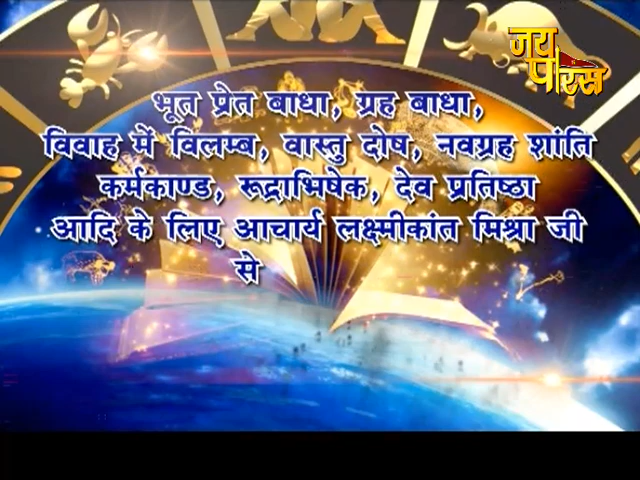 जय
पारस
भूत प्रेत बाधा, ग्रह बाधा,
विवाह में विलम्ब, वास्तु दोष, नवग्रह शांति
कर्मकाण्ड, रूद्राभिषेक, देव प्रतिष्ठा
आदि के लिए आचार्य लक्ष्मीकांत मिश्रा जी
से